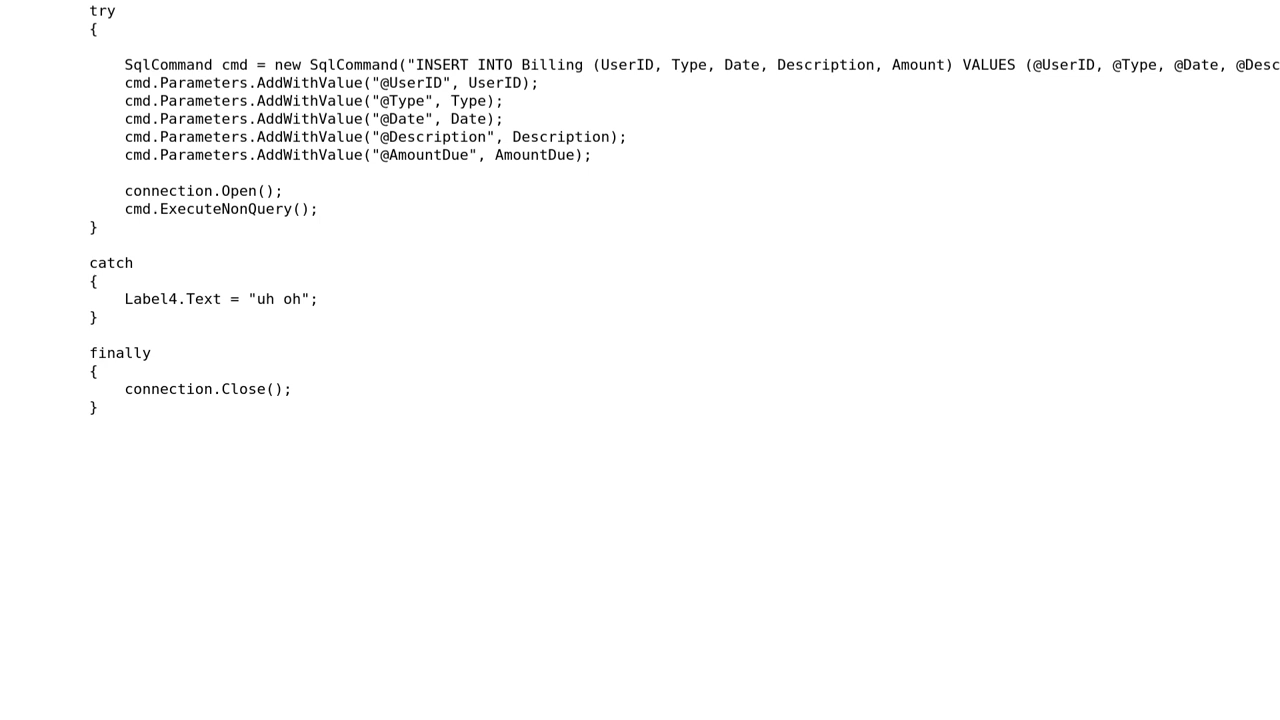 try
{
SqlCommand cmd = new SqlCommand("INSERT INTO Billing (UserID, Type, Date, Description, Amount) VALUES (@UserID, @Type, @Date, @Desc
cmd.Parameters.AddWithValue("@UserID", UserID);
cmd.Parameters.AddWithValue("@Type", Type);
cmd.Parameters.AddWithValue("@Date", Date);
cmd.Parameters.AddWithValue("@Description", Description);
cmd.Parameters.AddWithValue("@AmountDue", AmountDue);
connection.Open();
cmd.ExecuteNonQuery();
}
catch
{
Label4.Text = "uh oh";
}
finally
{
connection.Close();
}